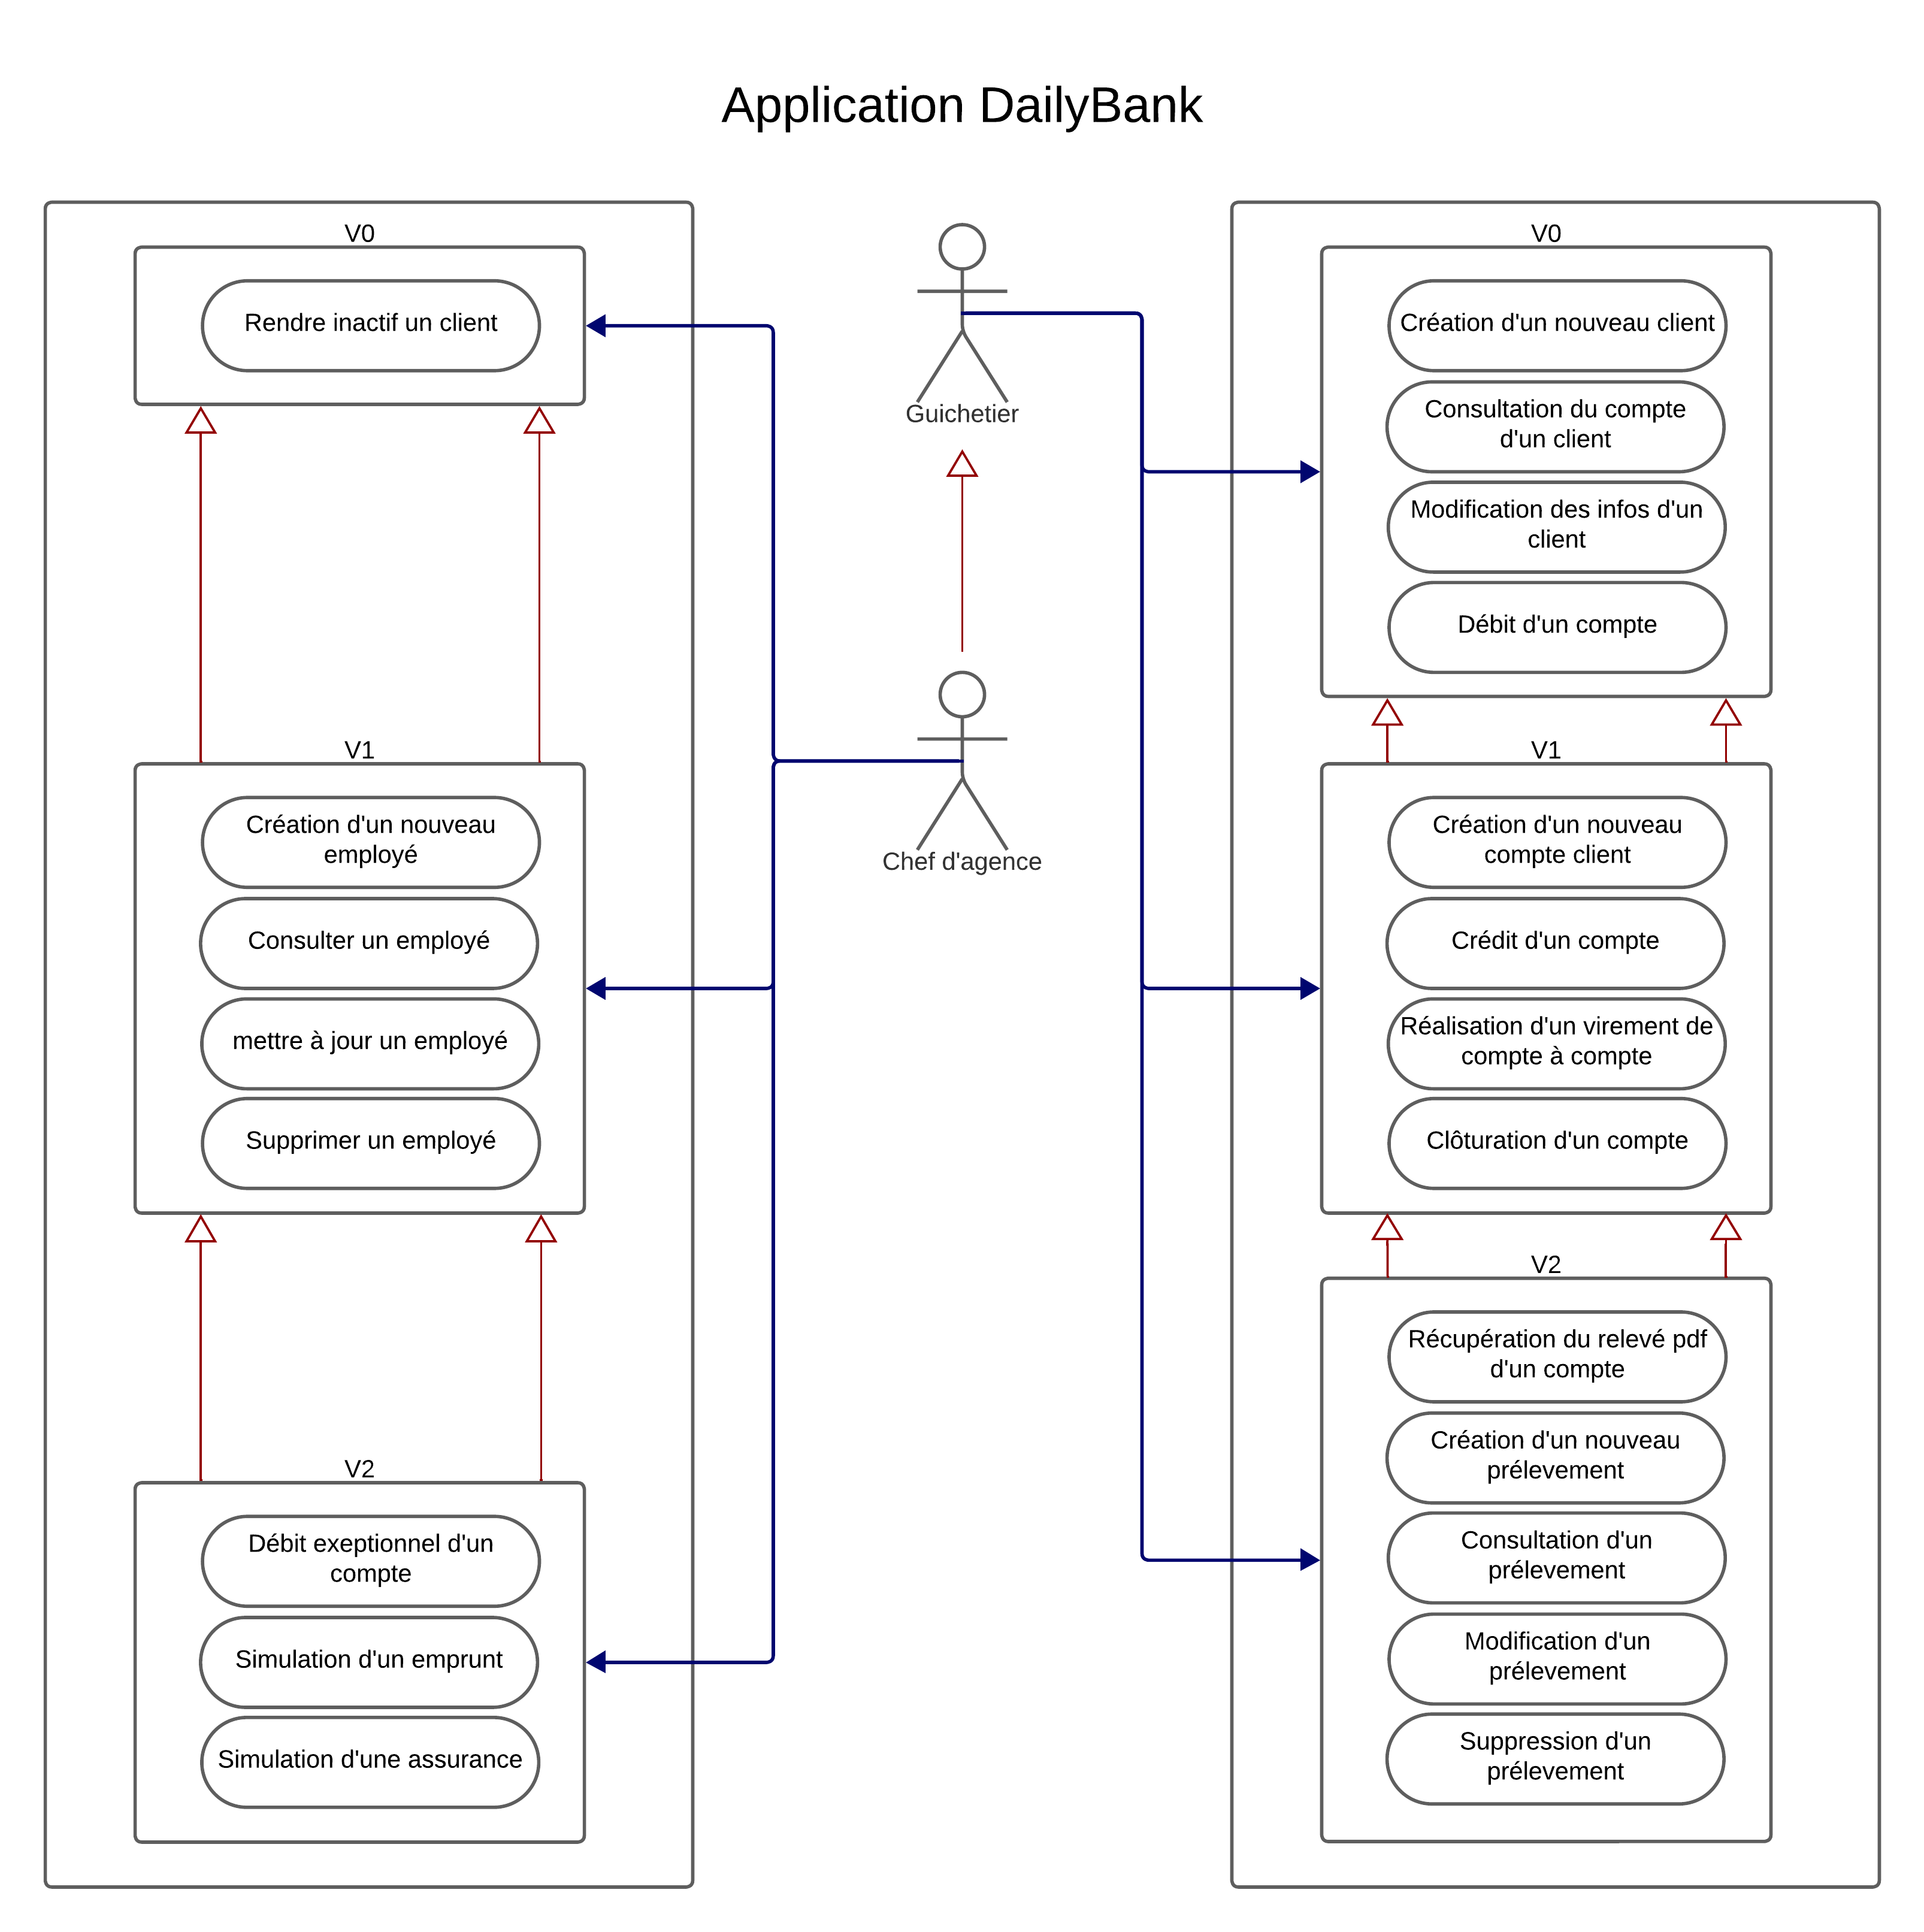 Application DailyBank
V0
Rendre inactif un client
V1
Création d'un nouveau
employé
Consulter un employé
mettre à jour un employé
Supprimer un employé
V2
Débit exeptionnel d'un
compte
Simulation d'un emprunt
Simulation d'une assurance
Guichetier
Chef d'agence
V0
Création d'un nouveau client
Consultation du compte
d'un client
Modification des infos d'un
client
Débit d'un compte
V1
Création d'un nouveau
compte client
Crédit d'un compte
Réalisation d'un virement de
compte à compte
Clôturation d'un compte
V2
Récupération du relevé pdf
d'un compte
Création d'un nouveau
prélevement
Consultation d'un
prélevement
Modification d'un
prélevement
Suppression d'un
prélevement